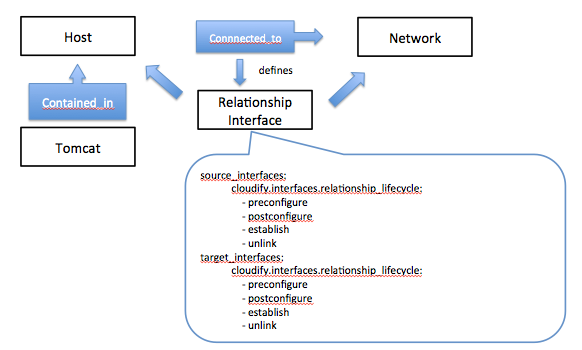 Host
Connnected_to
Network
defines
Contained_in
Relationship
Interface
Tomcat
source_interfaces:
cloudify.interfaces.relationship_lifecycle:
- preconfigure
- postconfigure
- establish
- unlink
target_interfaces:
cloudify.interfaces.relationship_lifecycle:
- preconfigure
- postconfigure
- establish
- unlink